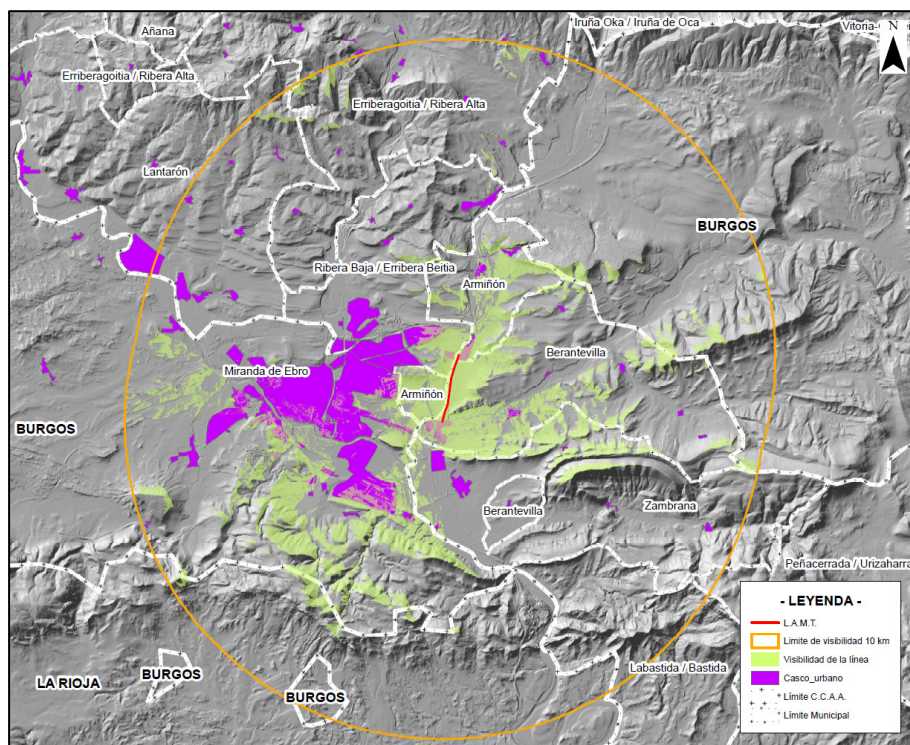 Iruña Oka / Iruña de Oca
Vitoria-G
N
Añana
Erriberagoitia / Ribera Alta
Erriberagoitia / Ribera Alta
Lantarón
BURGOS
Ribera Baja / Erribera Beitia
Armiñón
Berantevilla
Miranda de Ebro
Armiñón
BURGOS
Berantevilla
Zambrana
Peñacerrada / Urizaharra
- LEYENDA -
L.A.M.T.
Limite de visibilidad 10 km
Visibilidad de la línea
Casco_urbano
Límite C.C.A.A.
Límite Municipal
Labastida / Bastida
BURGOS
LA RIOJA
BURGOS